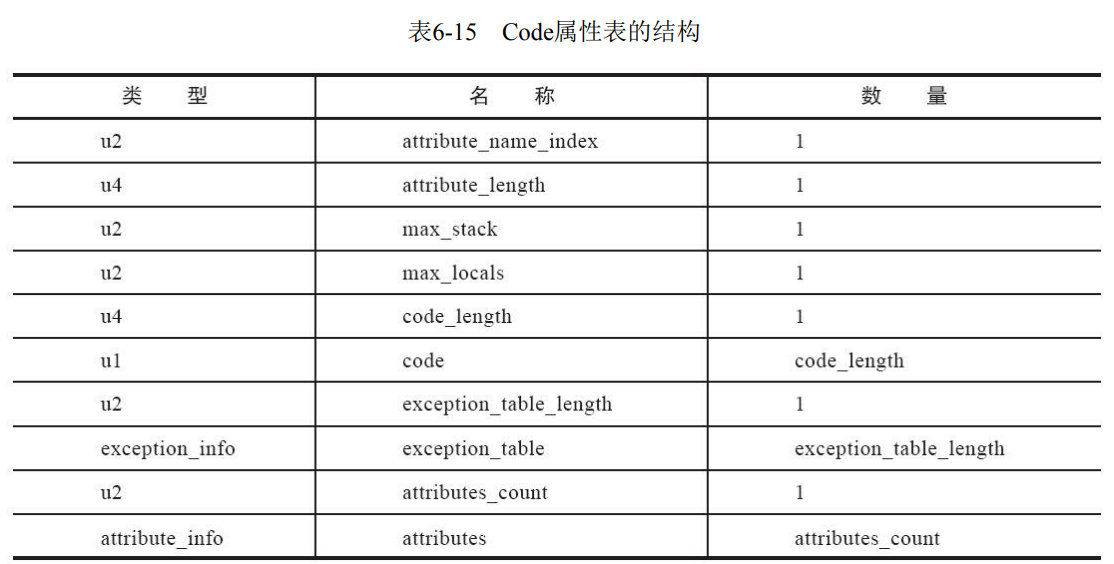 表6-15 Code属性表的结构
类 型 名 称 数 量
u2 attribute_name_index 1
u4 attribute_length 1
u2 max_stack 1
u2 max_locals 1
u4 code_length 1
u1 code code_length
u2 exception_table_length 1
exception_info exception_table exception_table_length
u2 attributes_count 1
attribute_info attributes attributes_count